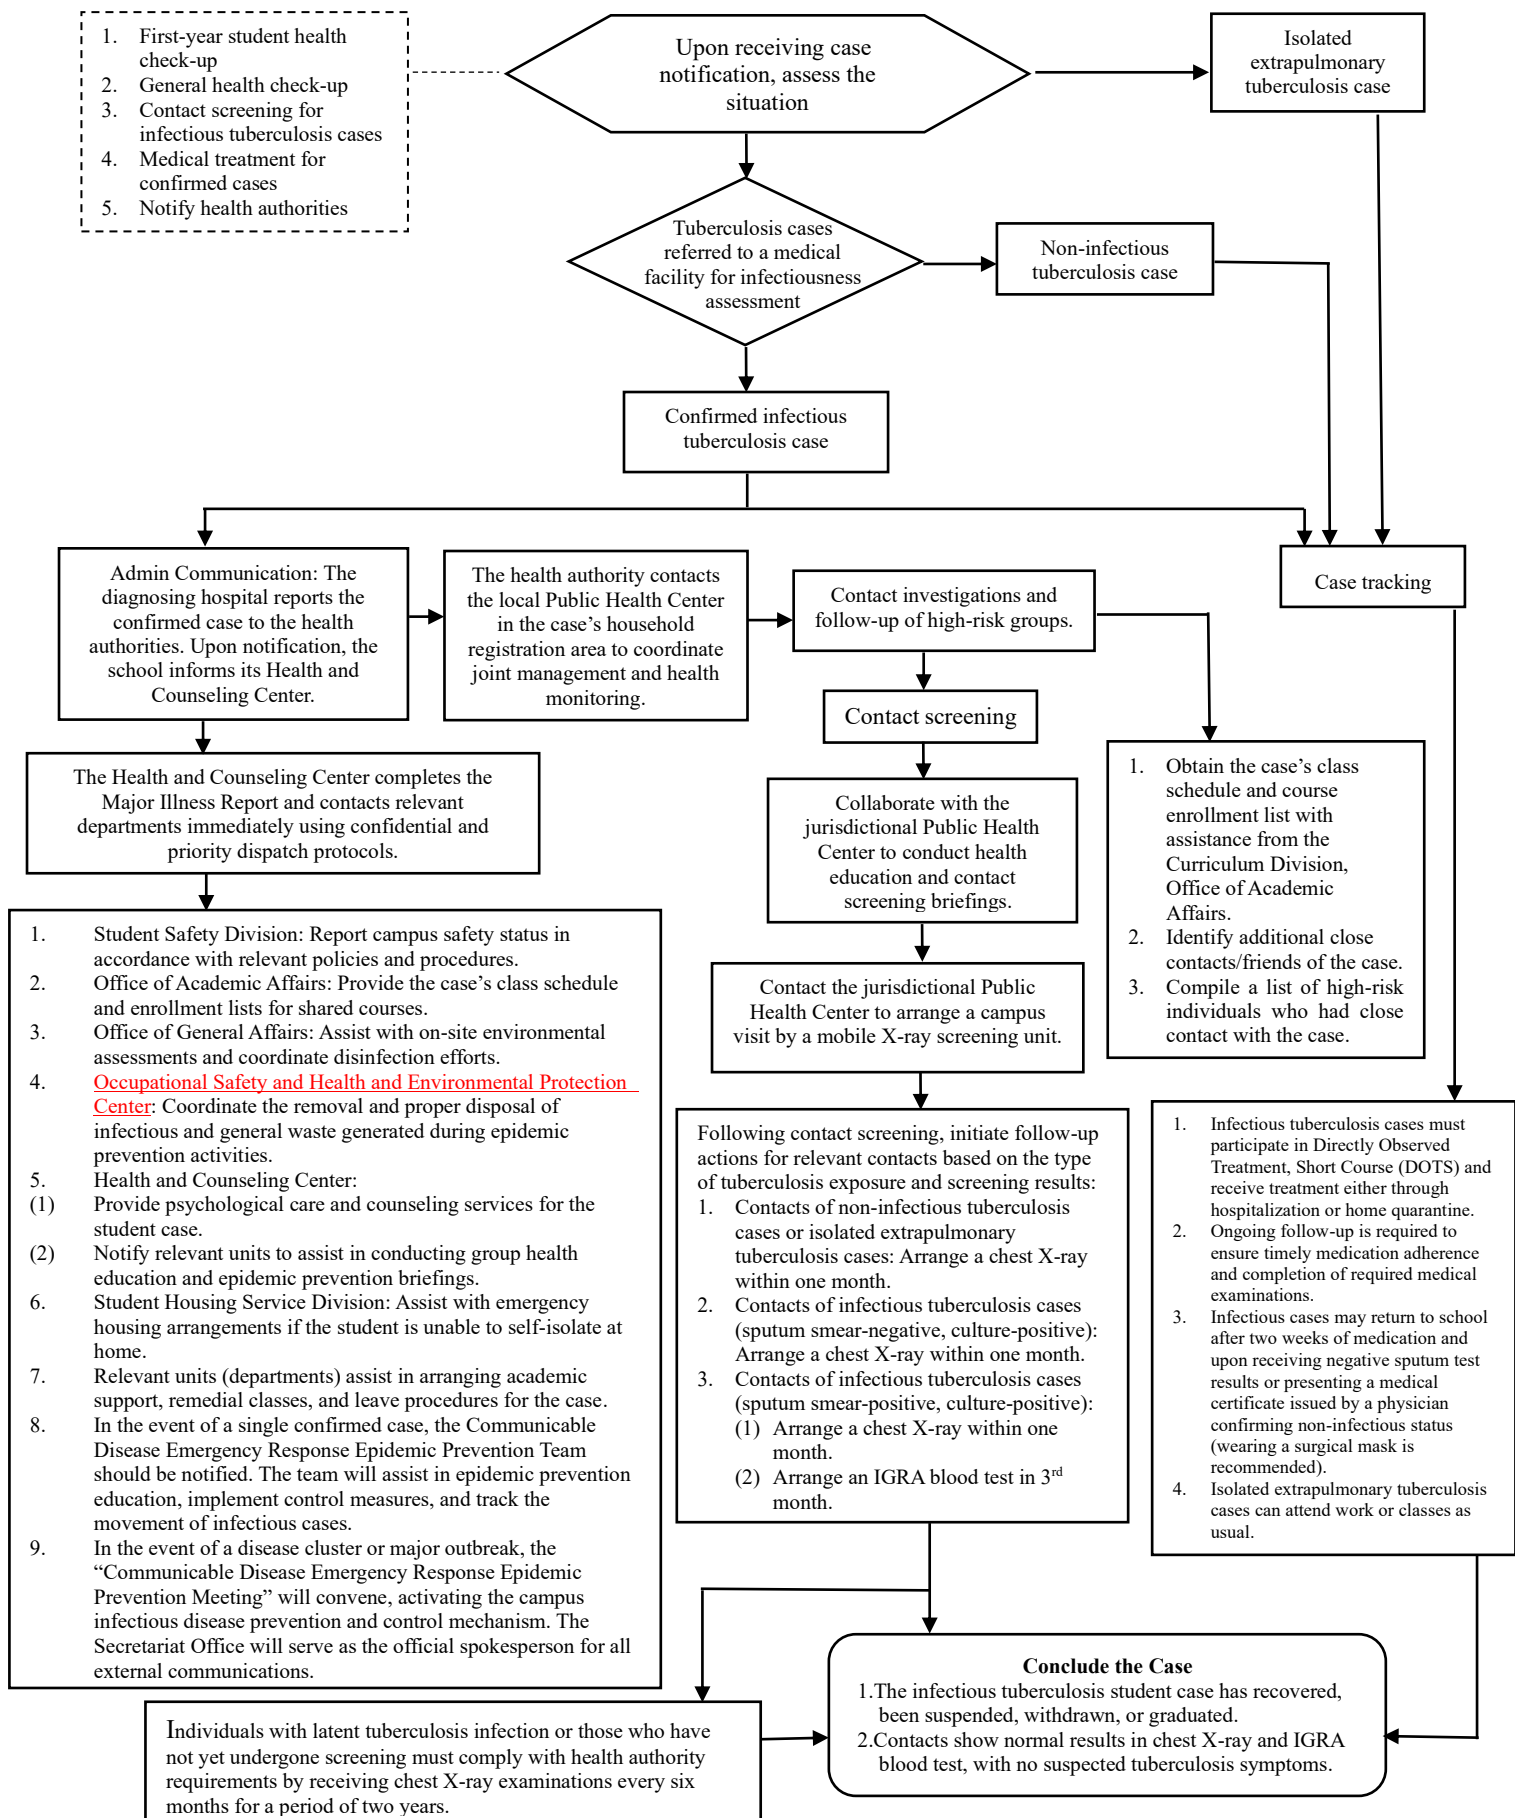 1. First-year student health
check-up
2. General health check-up
3. Contact screening for
infectious tuberculosis cases
4. Medical treatment for
confirmed cases
5. Notify health authorities
Upon receiving case
notification, assess the
situation
Isolated
extrapulmonary
tuberculosis case
Tuberculosis cases
referred to a medical
facility for infectiousness
assessment
Non-infectious
tuberculosis case
Confirmed infectious
tuberculosis case
Admin Communication: The
diagnosing hospital reports the
confirmed case to the health
authorities. Upon notification, the
school informs its Health and
Counseling Center.
The health authority contacts
the local Public Health Center
in the case’s household
registration area to coordinate
joint management and health
monitoring.
Contact investigations and
follow-up of high-risk groups.
Case tracking
Contact screening
The Health and Counseling Center completes the
Major Illness Report and contacts relevant
departments immediately using confidential and
priority dispatch protocols.
Collaborate with the
jurisdictional Public Health
Center to conduct health
education and contact
screening briefings.
1. Obtain the case’s class
schedule and course
enrollment list with
assistance from the
Curriculum Division,
Office of Academic
Affairs.
2. Identify additional close
contacts/friends of the case.
3. Compile a list of high-risk
individuals who had close
contact with the case.
Contact the jurisdictional Public
Health Center to arrange a campus
visit by a mobile X-ray screening unit.
1. Student Safety Division: Report campus safety status in
accordance with relevant policies and procedures.
2. Office of Academic Affairs: Provide the case’s class schedule
and enrollment lists for shared courses.
3. Office of General Affairs: Assist with on-site environmental
assessments and coordinate disinfection efforts.
4. Occupational Safety and Health and Environmental Protection
Center: Coordinate the removal and proper disposal of
infectious and general waste generated during epidemic
prevention activities.
5. Health and Counseling Center:
(1) Provide psychological care and counseling services for the
student case.
(2) Notify relevant units to assist in conducting group health
education and epidemic prevention briefings.
6. Student Housing Service Division: Assist with emergency
housing arrangements if the student is unable to self-isolate at
home.
7. Relevant units (departments) assist in arranging academic
support, remedial classes, and leave procedures for the case.
8. In the event of a single confirmed case, the Communicable
Disease Emergency Response Epidemic Prevention Team
should be notified. The team will assist in epidemic prevention
education, implement control measures, and track the
movement of infectious cases.
9. In the event of a disease cluster or major outbreak, the
“Communicable Disease Emergency Response Epidemic
Prevention Meeting” will convene, activating the campus
infectious disease prevention and control mechanism. The
Secretariat Office will serve as the official spokesperson for all
external communications.
Following contact screening, initiate follow-up
actions for relevant contacts based on the type
of tuberculosis exposure and screening results:
1. Contacts of non-infectious tuberculosis
cases or isolated extrapulmonary
tuberculosis cases: Arrange a chest X-ray
within one month.
2. Contacts of infectious tuberculosis cases
(sputum smear-negative, culture-positive):
Arrange a chest X-ray within one month.
3. Contacts of infectious tuberculosis cases
(sputum smear-positive, culture-positive):
(1) Arrange a chest X-ray within one
month.
(2) Arrange an IGRA blood test in 3rd
month.
1. Infectious tuberculosis cases must
participate in Directly Observed
Treatment, Short Course (DOTS) and
receive treatment either through
hospitalization or home quarantine.
2. Ongoing follow-up is required to
ensure timely medication adherence
and completion of required medical
examinations.
3. Infectious cases may return to school
after two weeks of medication and
upon receiving negative sputum test
results or presenting a medical
certificate issued by a physician
confirming non-infectious status
(wearing a surgical mask is
recommended).
4. Isolated extrapulmonary tuberculosis
cases can attend work or classes as
usual.
Conclude the Case
1.The infectious tuberculosis student case has recovered,
been suspended, withdrawn, or graduated.
2.Contacts show normal results in chest X-ray and IGRA
blood test, with no suspected tuberculosis symptoms.
Individuals with latent tuberculosis infection or those who have
not yet undergone screening must comply with health authority
requirements by receiving chest X-ray examinations every six
months for a period of two years.